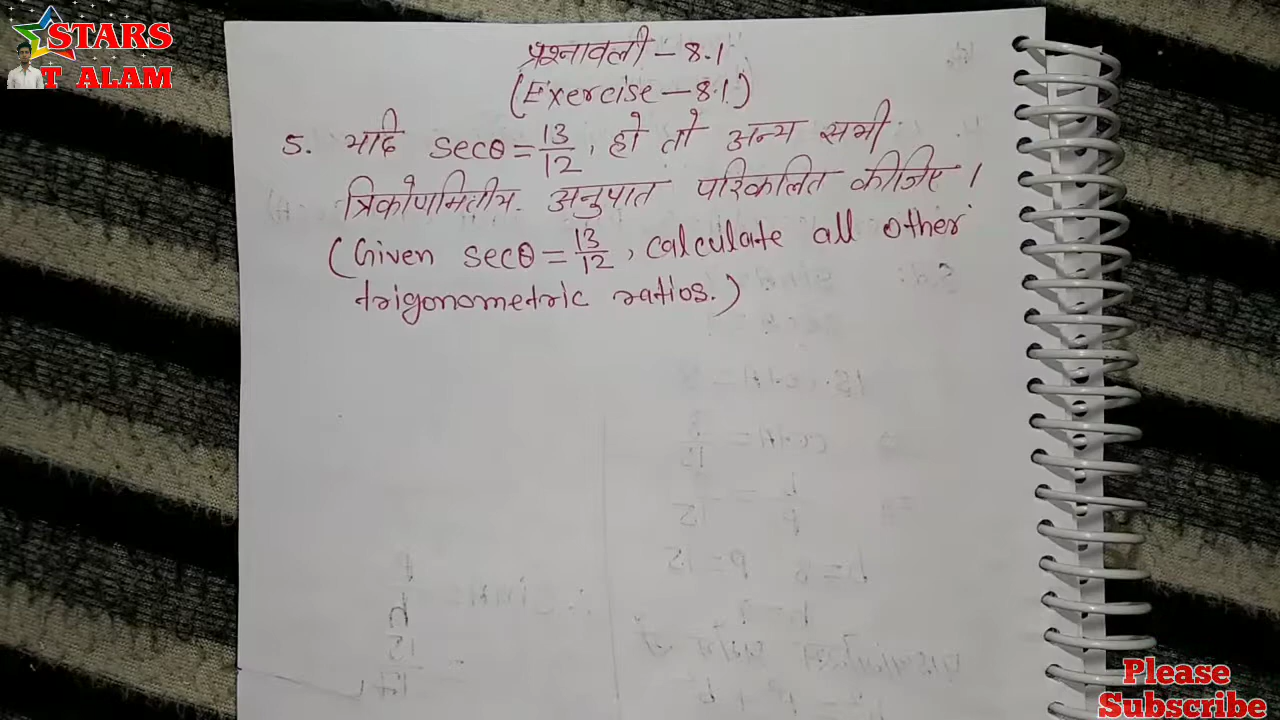 STARS
T ALAM
प्रश्नावली - 8.1
(Exercise - 8.1)
5. यदि secθ = 13/12, हो तो अन्य सभी
त्रिकोणमितीय अनुपात परिकलित कीजिए।
(Given secθ = 13/12, calculate all other
trigonometric ratios.)
Please
Subscribe